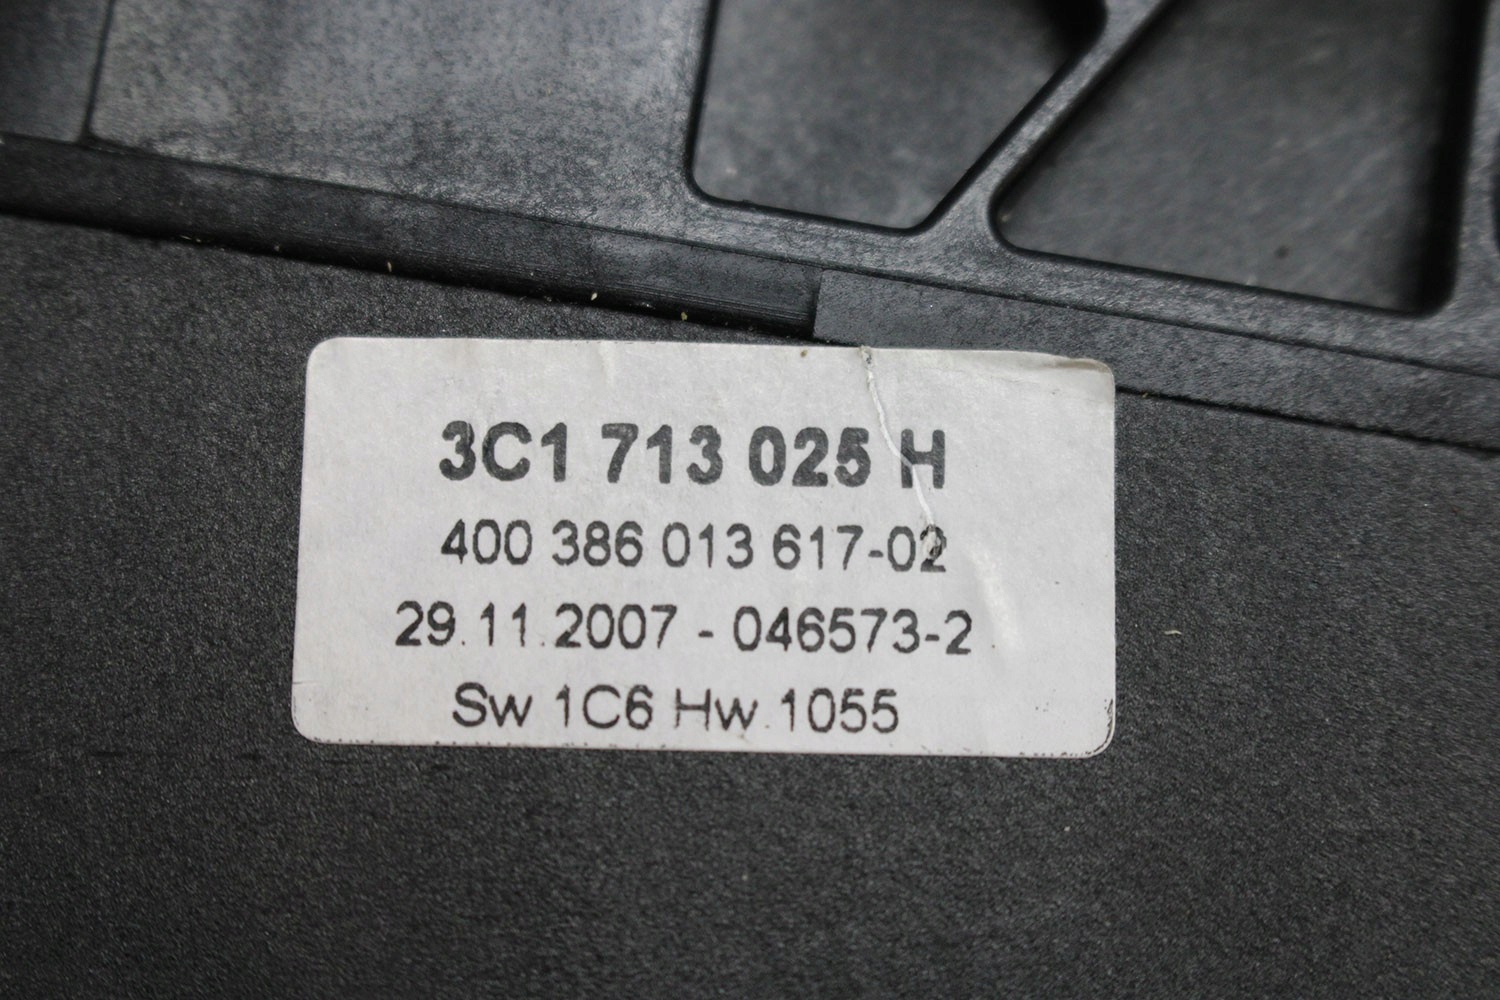 3C1 713 025 H
400 386 013 617-02
29.11.2007 - 046573-2
Sw 1C6 Hw 1055